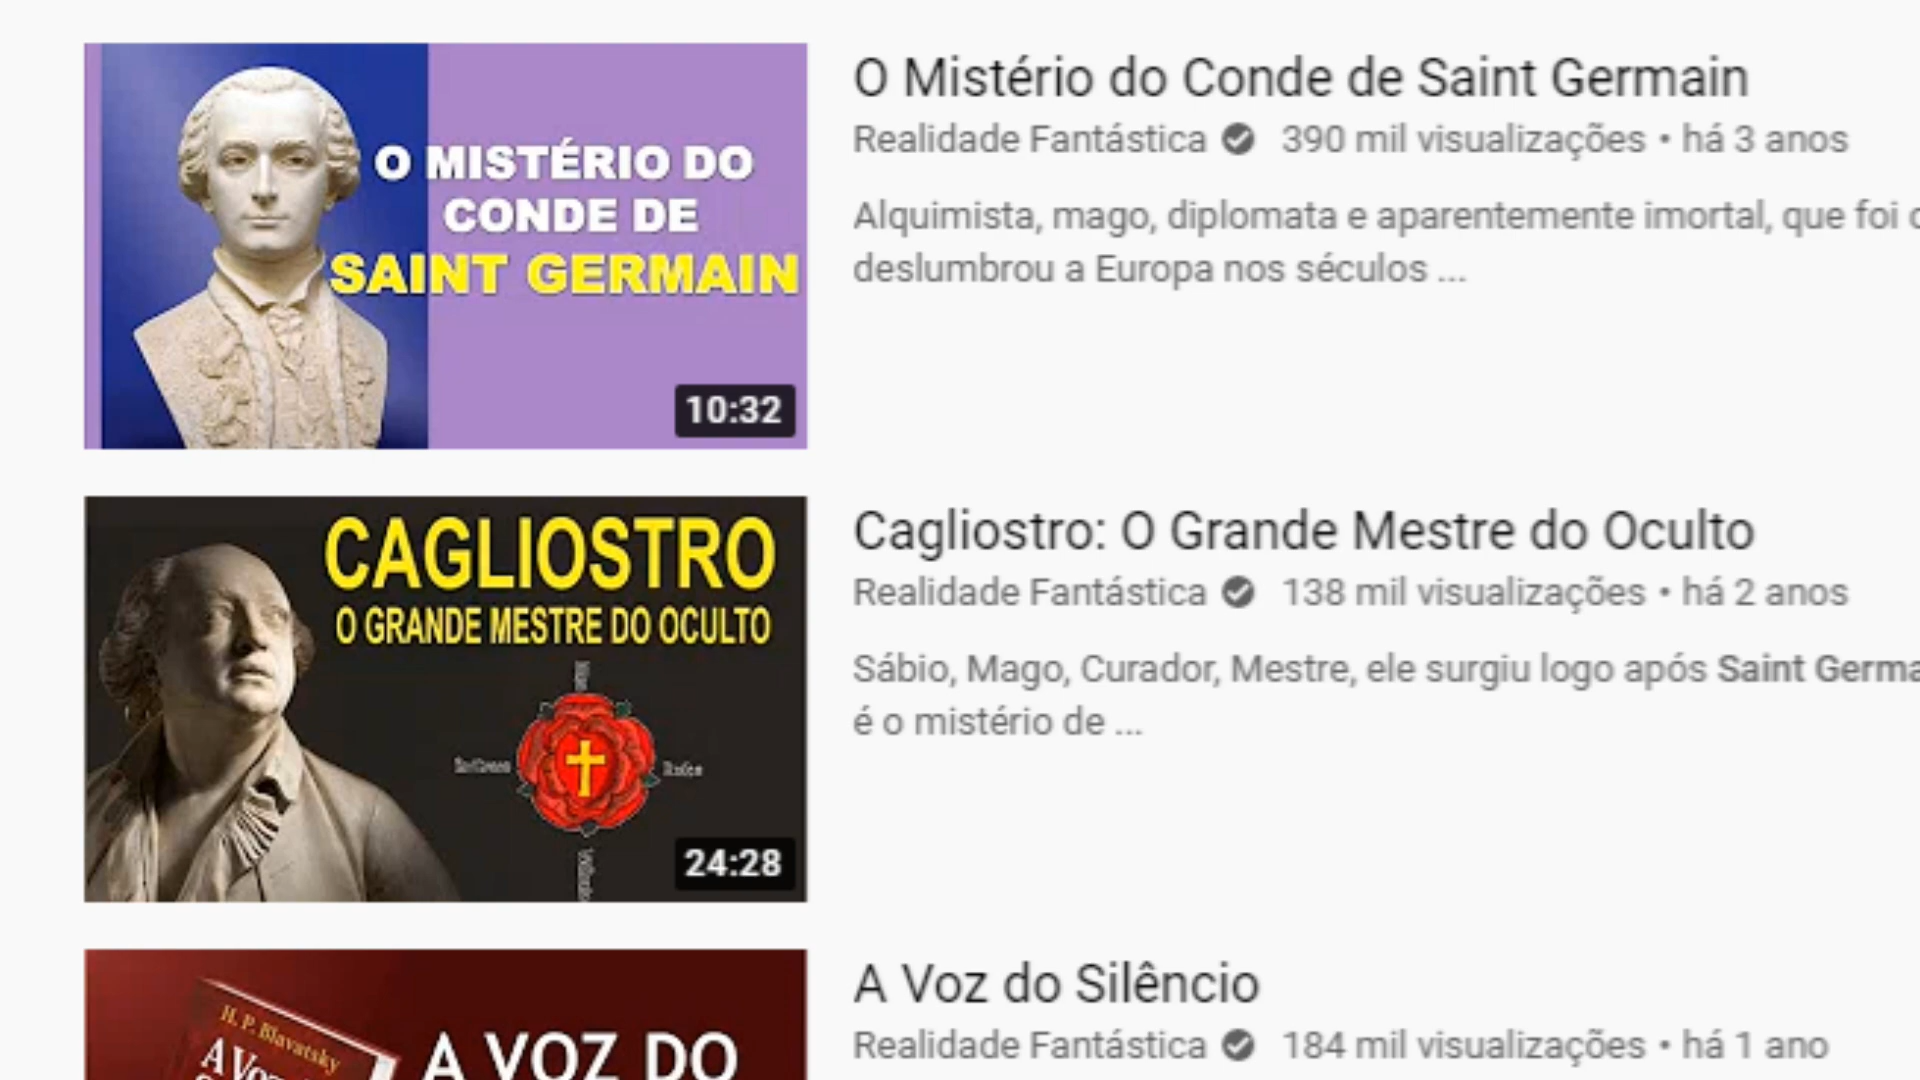 O MISTÉRIO DO
CONDE DE
SAINT GERMAIN
10:32
O Mistério do Conde de Saint Germain
Realidade Fantástica 390 mil visualizações • há 3 anos
Alquimista, mago, diplomata e aparentemente imortal, que foi
deslumbrou a Europa nos séculos ...
CAGLIOSTRO
O GRANDE MESTRE DO OCULTO
24:28
Cagliostro: O Grande Mestre do Oculto
Realidade Fantástica 138 mil visualizações • há 2 anos
Sábio, Mago, Curador, Mestre, ele surgiu logo após Saint Germa
é o mistério de ...
H. P. Blavatsky
A VOZ DO
A Voz do Silêncio
Realidade Fantástica 184 mil visualizações • há 1 ano